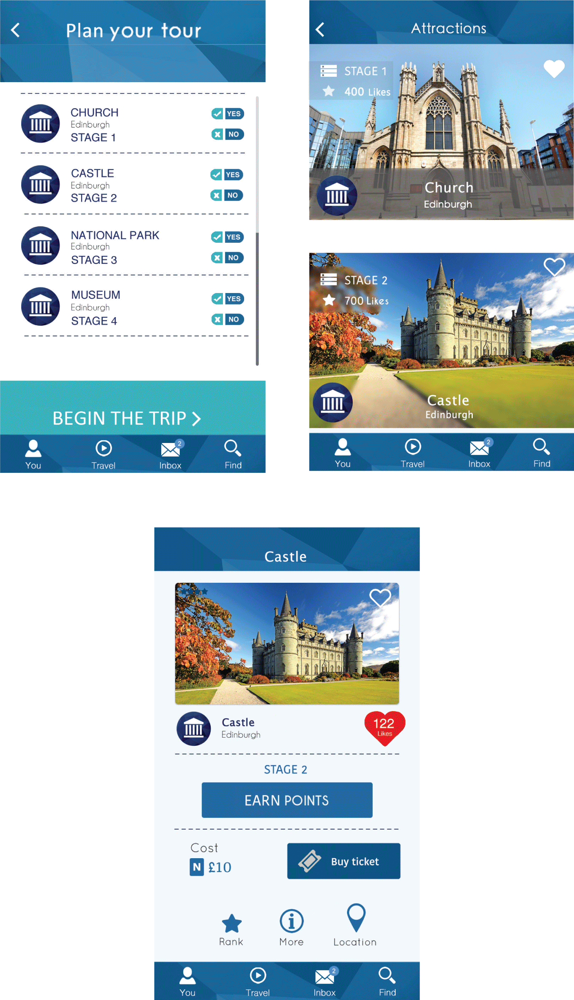 Plan your tour
CHURCH
Edinburgh
STAGE 1
YES
NO
CASTLE
Edinburgh
STAGE 2
YES
NO
NATIONAL PARK
Edinburgh
STAGE 3
YES
NO
MUSEUM
Edinburgh
STAGE 4
YES
NO
BEGIN THE TRIP
You
Travel
2
Inbox
Find
Attractions
STAGE 1
400 Likes
Church
Edinburgh
STAGE 2
700 Likes
Castle
Edinburgh
You
Travel
2
Inbox
Find
Castle
Castle
Edinburgh
122
Likes
STAGE 2
EARN POINTS
Cost
N £10
Buy ticket
Rank
More
Location
You
Travel
2
Inbox
Find